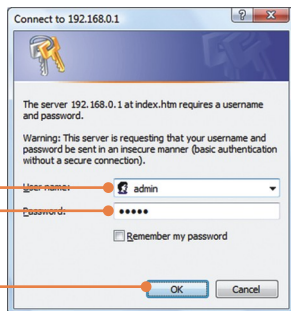 Connect to 192.168.0.1
The server 192.168.0.1 at index.htm requires a username
and password.
Warning: This server is requesting that your username and
password be sent in an insecure manner (basic authentication
without a secure connection).
User name:
admin
Password:
•••••
Remember my password
OK
Cancel